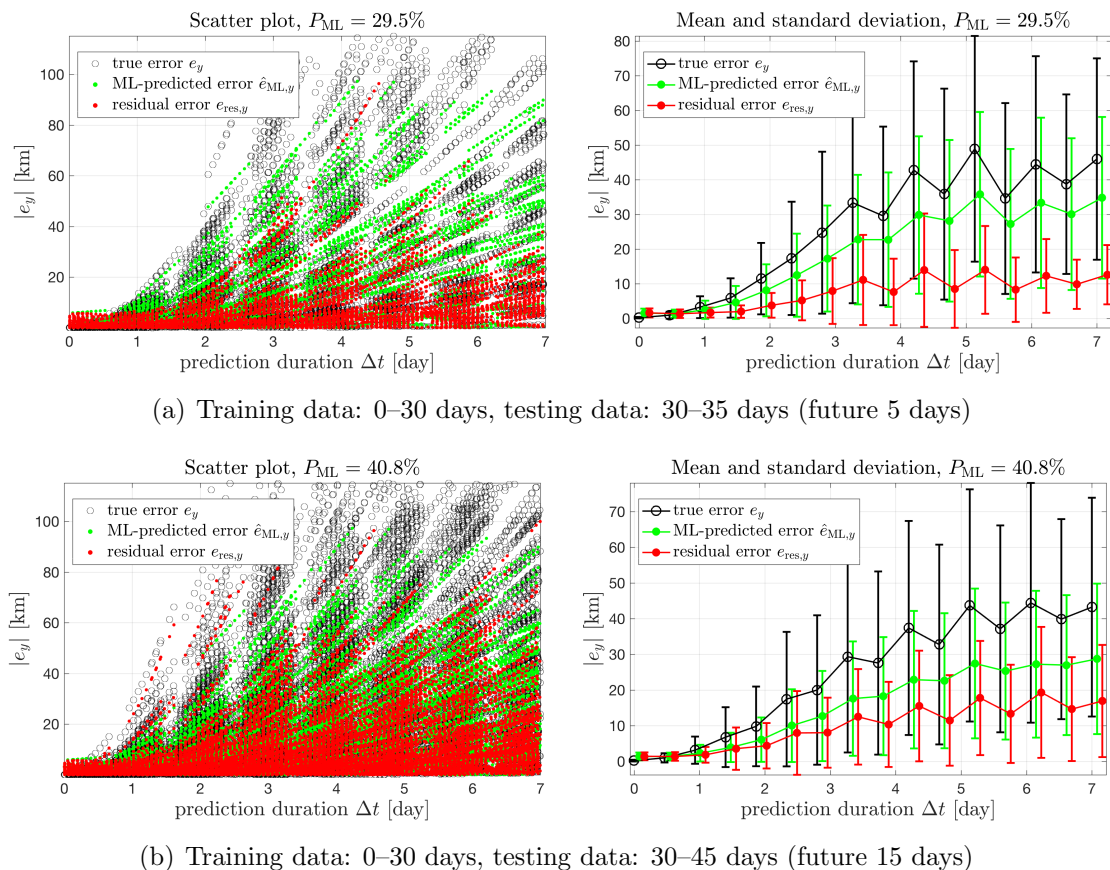 Scatter plot, P_ML = 29.5%
true error e_y
ML-predicted error ê_ML,y
residual error e_res,y
|e_y| [km]
100
80
60
40
20
0 1 2 3 4 5 6 7
prediction duration Δt [day]
Mean and standard deviation, P_ML = 29.5%
true error e_y
ML-predicted error ê_ML,y
residual error e_res,y
|e_y| [km]
80
70
60
50
40
30
20
10
0
0 1 2 3 4 5 6 7
prediction duration Δt [day]
(a) Training data: 0–30 days, testing data: 30–35 days (future 5 days)
Scatter plot, P_ML = 40.8%
true error e_y
ML-predicted error ê_ML,y
residual error e_res,y
|e_y| [km]
100
80
60
40
20
0 1 2 3 4 5 6 7
prediction duration Δt [day]
Mean and standard deviation, P_ML = 40.8%
true error e_y
ML-predicted error ê_ML,y
residual error e_res,y
|e_y| [km]
70
60
50
40
30
20
10
0
0 1 2 3 4 5 6 7
prediction duration Δt [day]
(b) Training data: 0–30 days, testing data: 30–45 days (future 15 days)